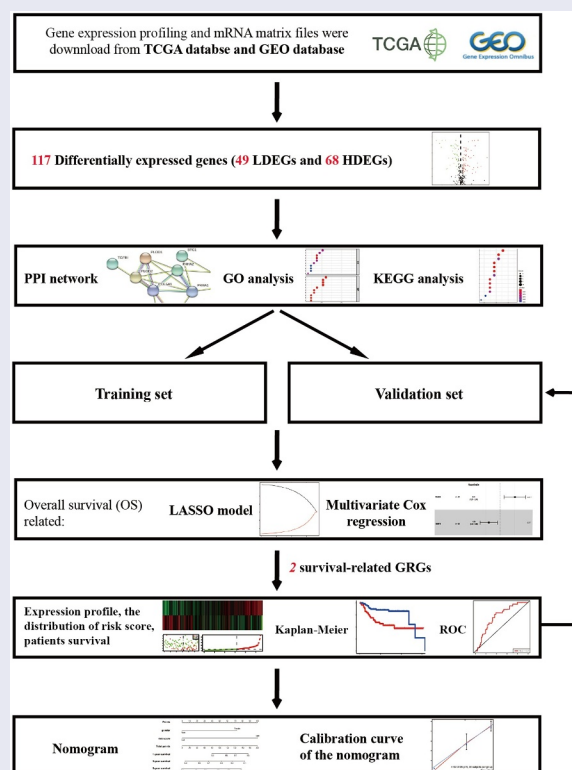 Gene expression profiling and mRNA matrix files were
downnload from TCGA databse and GEO database
TCGA
GEO
Gene Expression Omnibus
117 Differentially expressed genes (49 LDEGs and 68 HDEGs)
PPI network
GO analysis
KEGG analysis
Training set
Validation set
Overall survival (OS)
related:
LASSO model
Multivariate Cox
regression
2 survival-related GRGs
Expression profile, the
distribution of risk score,
patients survival
Kaplan-Meier
ROC
Nomogram
Calibration curve
of the nomogram